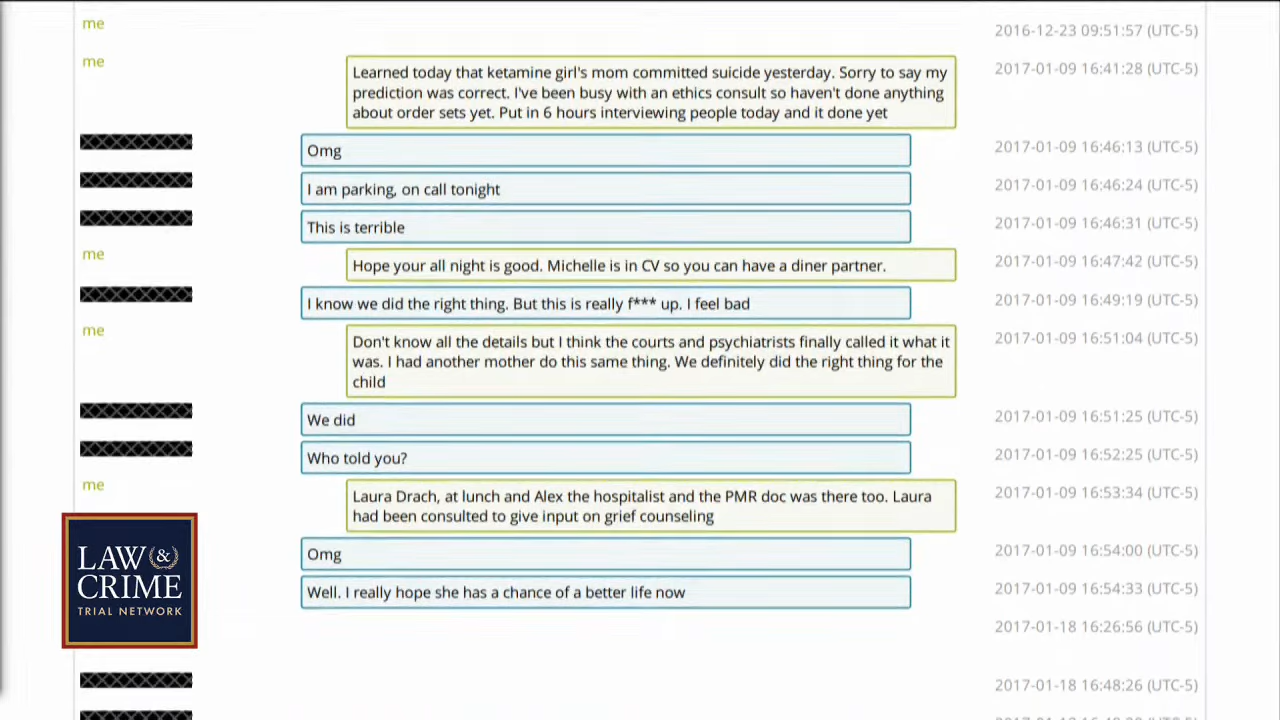 me
2016-12-23 09:51:57 (UTC-5)
me
2017-01-09 16:41:28 (UTC-5)
Learned today that ketamine girl's mom committed suicide yesterday. Sorry to say my
prediction was correct. I've been busy with an ethics consult so haven't done anything
about order sets yet. Put in 6 hours interviewing people today and it done yet
Omg
2017-01-09 16:46:13 (UTC-5)
I am parking, on call tonight
2017-01-09 16:46:24 (UTC-5)
This is terrible
2017-01-09 16:46:31 (UTC-5)
me
Hope your all night is good. Michelle is in CV so you can have a diner partner.
2017-01-09 16:47:42 (UTC-5)
I know we did the right thing. But this is really f*** up. I feel bad
2017-01-09 16:49:19 (UTC-5)
me
2017-01-09 16:51:04 (UTC-5)
Don't know all the details but I think the courts and psychiatrists finally called it what it
was. I had another mother do this same thing. We definitely did the right thing for the
child
We did
2017-01-09 16:51:25 (UTC-5)
Who told you?
2017-01-09 16:52:25 (UTC-5)
me
2017-01-09 16:53:34 (UTC-5)
Laura Drach, at lunch and Alex the hospitalist and the PMR doc was there too. Laura
had been consulted to give input on grief counseling
Omg
2017-01-09 16:54:00 (UTC-5)
Well. I really hope she has a chance of a better life now
2017-01-09 16:54:33 (UTC-5)
2017-01-18 16:26:56 (UTC-5)
2017-01-18 16:48:26 (UTC-5)
LAW &
CRIME
TRIAL NETWORK